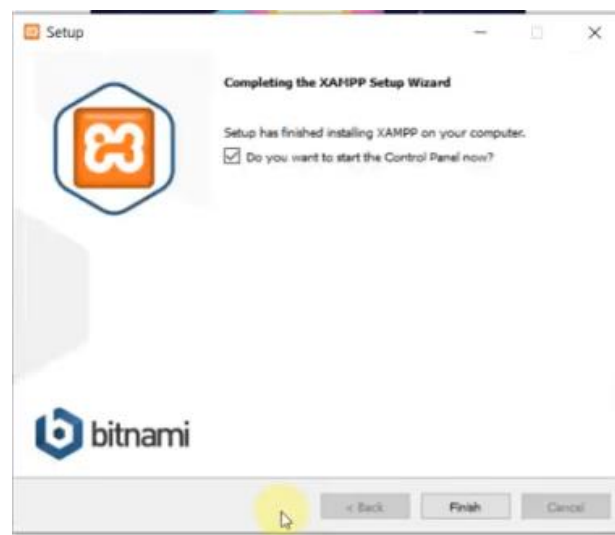 Setup
Completing the XAMPP Setup Wizard
Setup has finished installing XAMPP on your computer.
Do you want to start the Control Panel now?
bitnami
< Back
Finish
Cancel